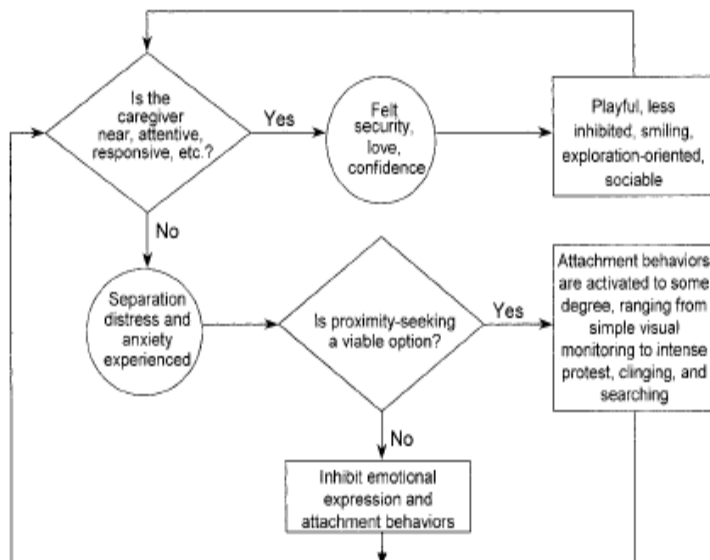 Is the
caregiver
near, attentive,
responsive, etc.?
Yes
Felt
security,
love,
confidence
Playful, less
inhibited, smiling,
exploration-oriented,
sociable
No
Separation
distress and
anxiety
experienced
Is proximity-seeking
a viable option?
Yes
Attachment behaviors
are activated to some
degree, ranging from
simple visual
monitoring to intense
protest, clinging, and
searching
No
Inhibit emotional
expression and
attachment behaviors